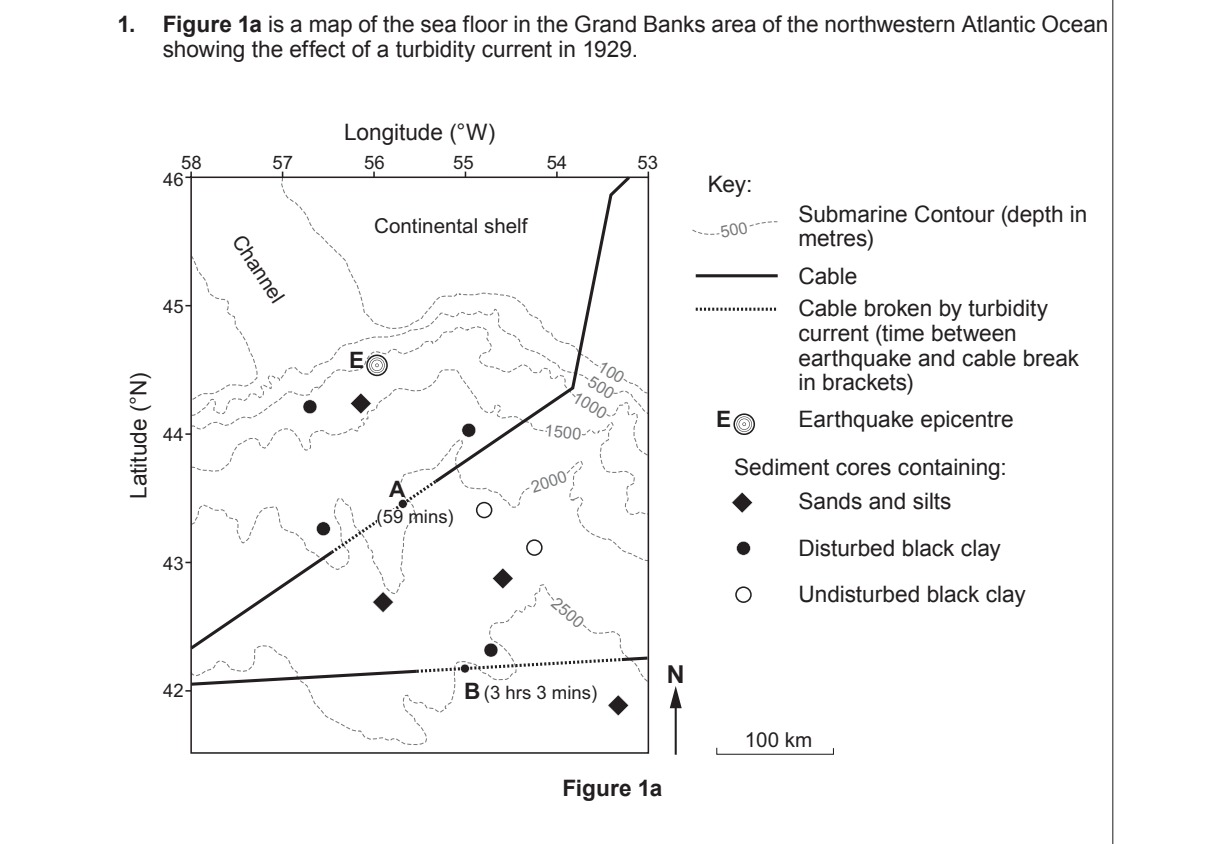 1. Figure 1a is a map of the sea floor in the Grand Banks area of the northwestern Atlantic Ocean
showing the effect of a turbidity current in 1929.
Longitude (°W)
58 57 56 55 54 53
46
Continental shelf
Channel
45
E
100
500
1000
44
1500
Latitude (°N)
2000
A
(59 mins)
43
2500
42
B (3 hrs 3 mins)
Key:
500
Submarine Contour (depth in
metres)
Cable
Cable broken by turbidity
current (time between
earthquake and cable break
in brackets)
E
Earthquake epicentre
Sediment cores containing:
Sands and silts
Disturbed black clay
Undisturbed black clay
N
100 km
Figure 1a